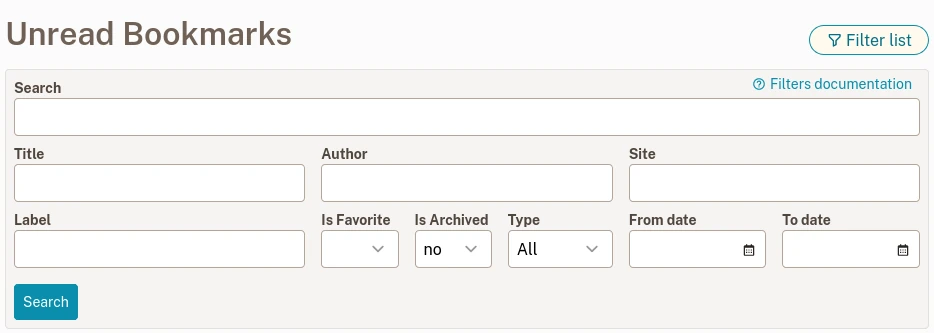 Unread Bookmarks
Filter list
Search
Filters documentation
Title Author Site
Label Is Favorite Is Archived Type From date To date
no All
Search